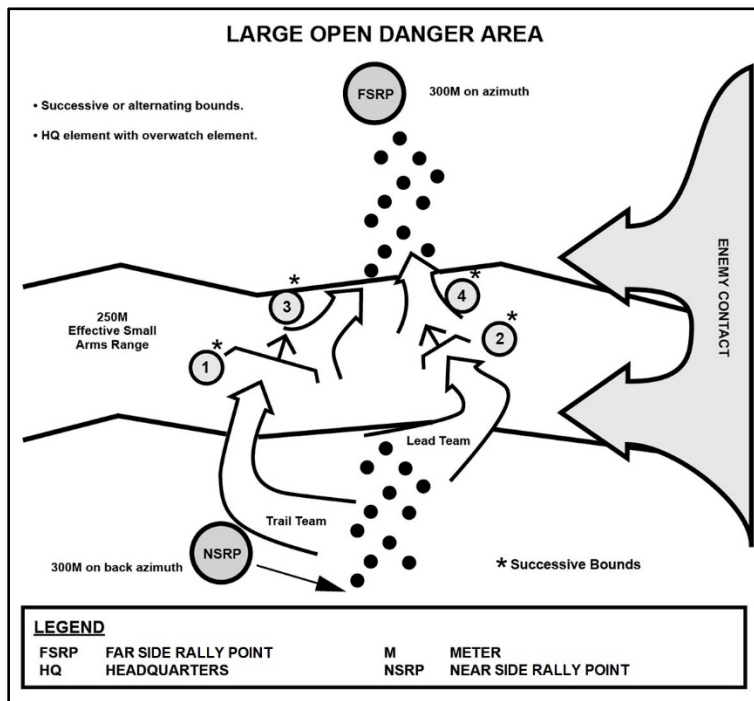 LARGE OPEN DANGER AREA
• Successive or alternating bounds.
• HQ element with overwatch element.
FSRP
300M on azimuth
ENEMY CONTACT
250M
Effective Small
Arms Range
*
3
*
4
*
1
*
2
Lead Team
Trail Team
NSRP
300M on back azimuth
* Successive Bounds
LEGEND
FSRP FAR SIDE RALLY POINT M METER
HQ HEADQUARTERS NSRP NEAR SIDE RALLY POINT